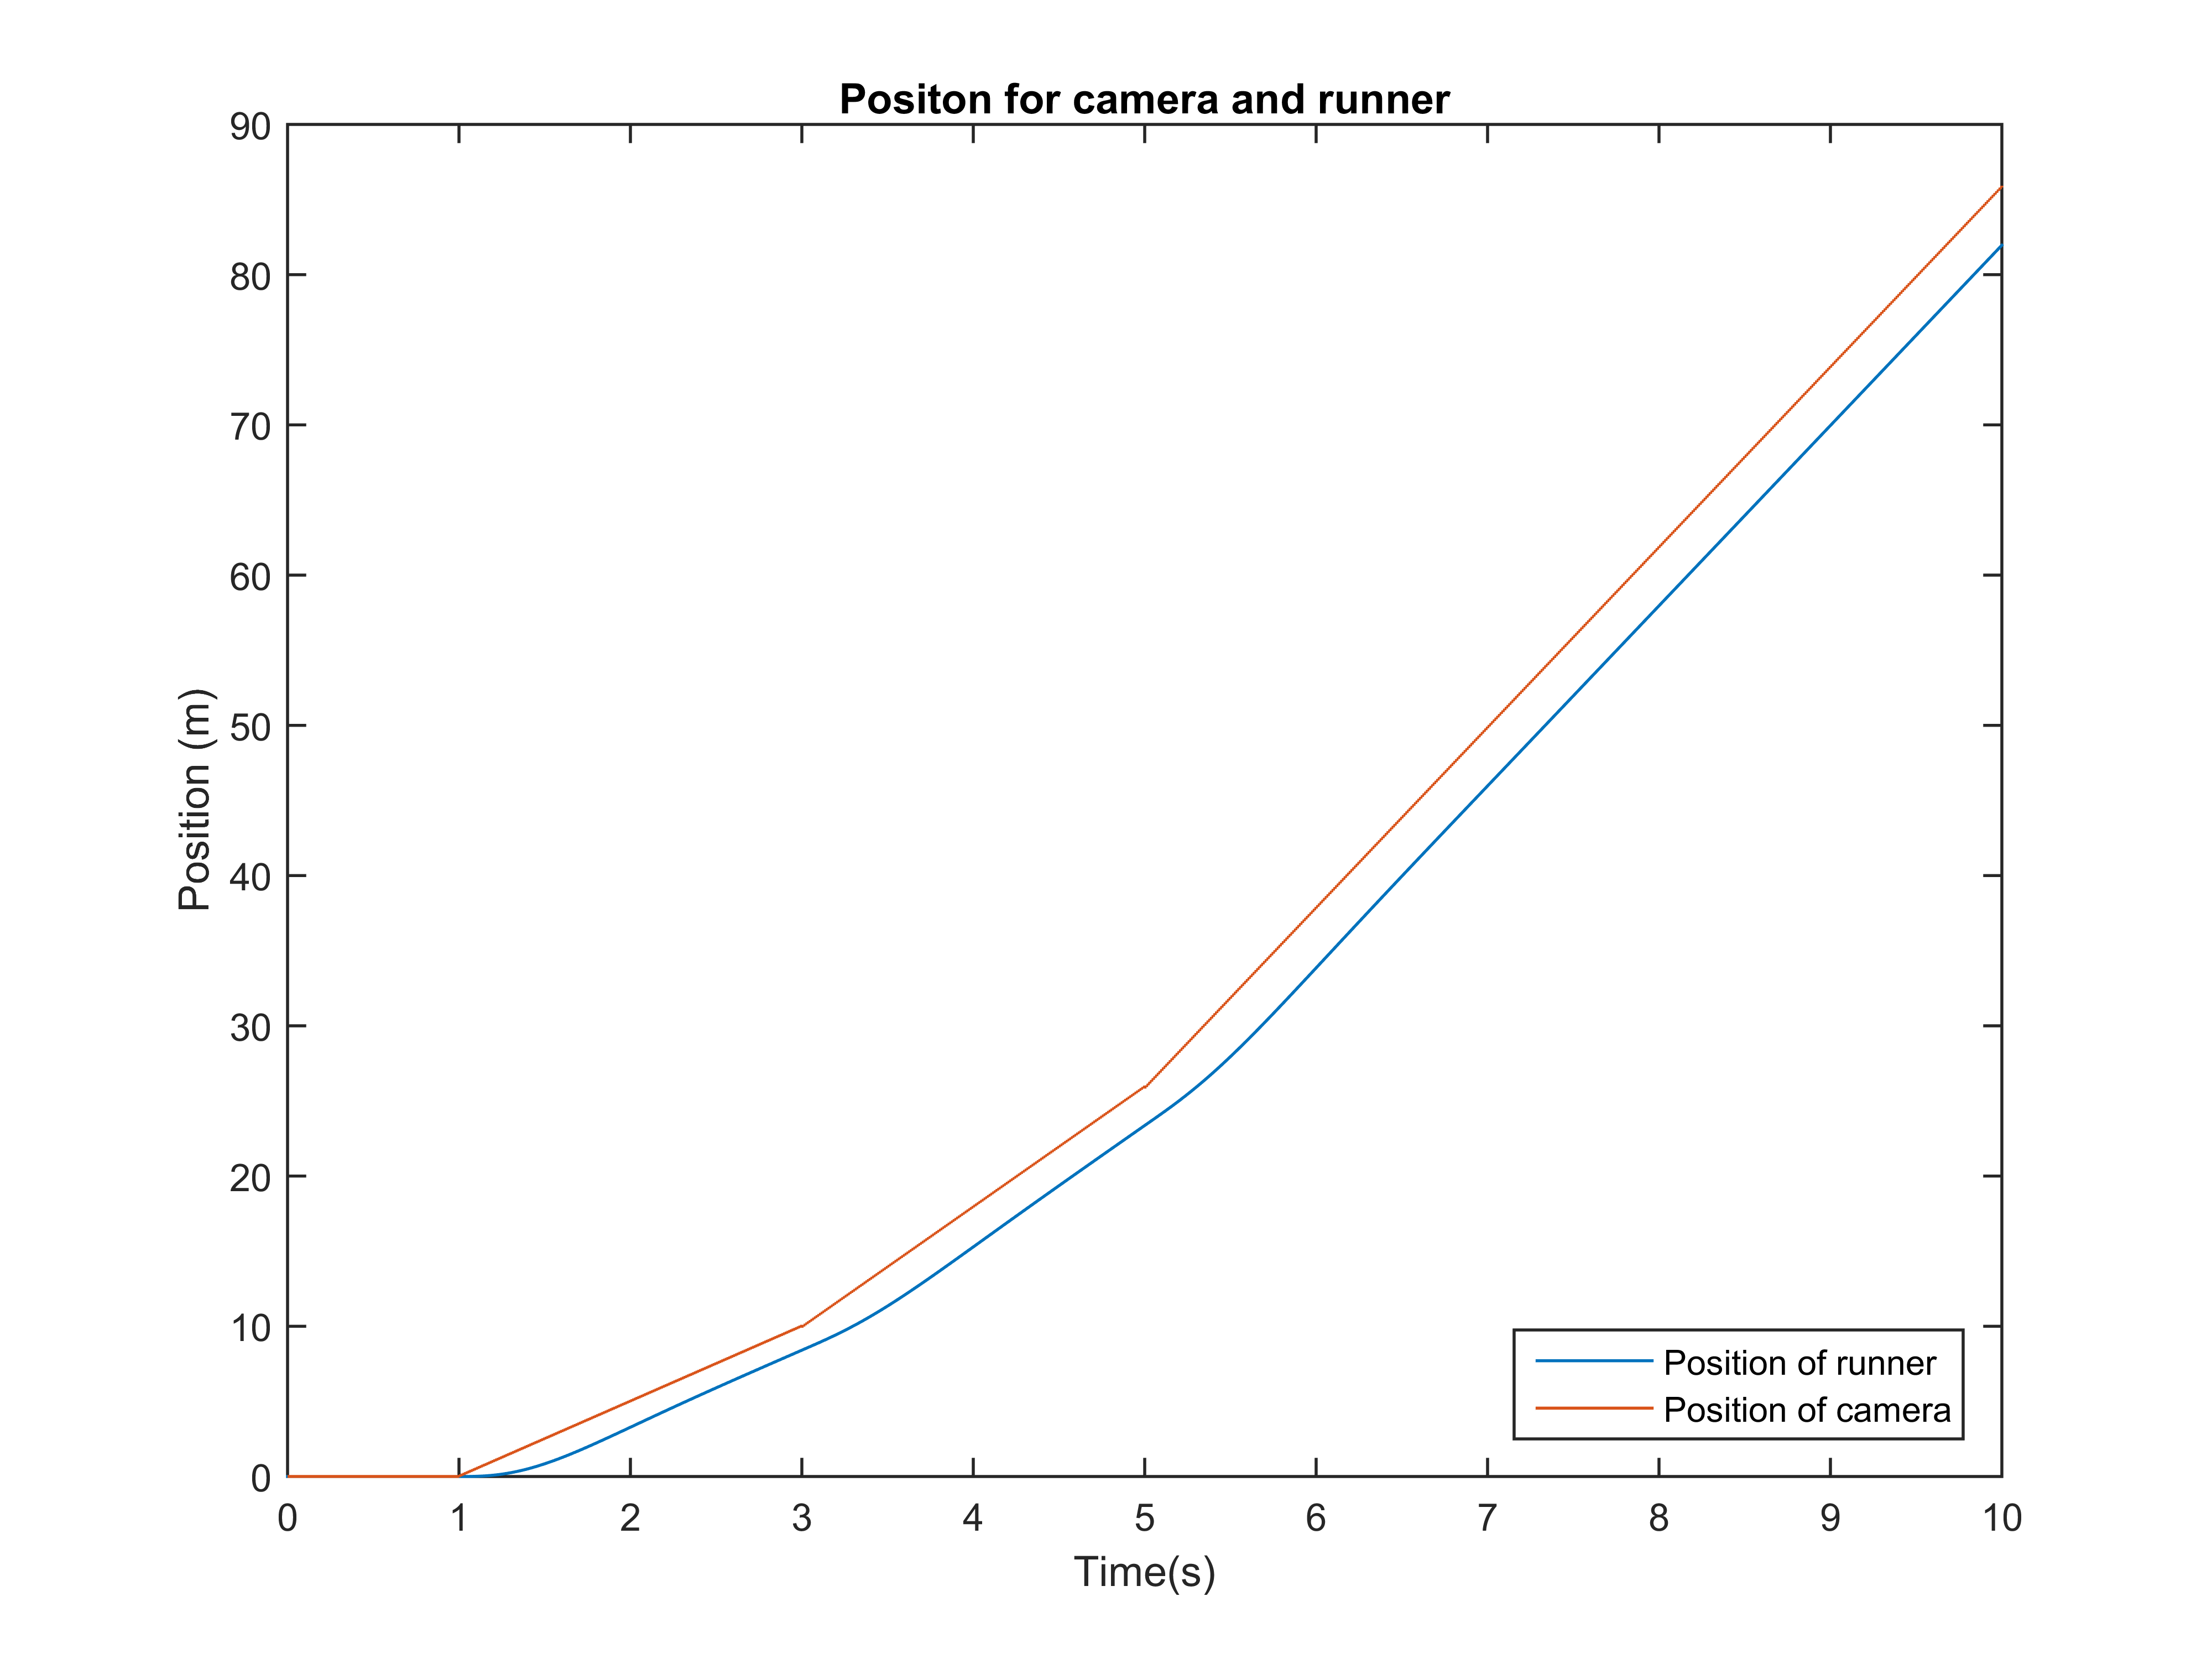 Positon for camera and runner
90
80
70
60
50
40
30
20
10
0
Position (m)
Position of runner
Position of camera
0 1 2 3 4 5 6 7 8 9 10
Time(s)